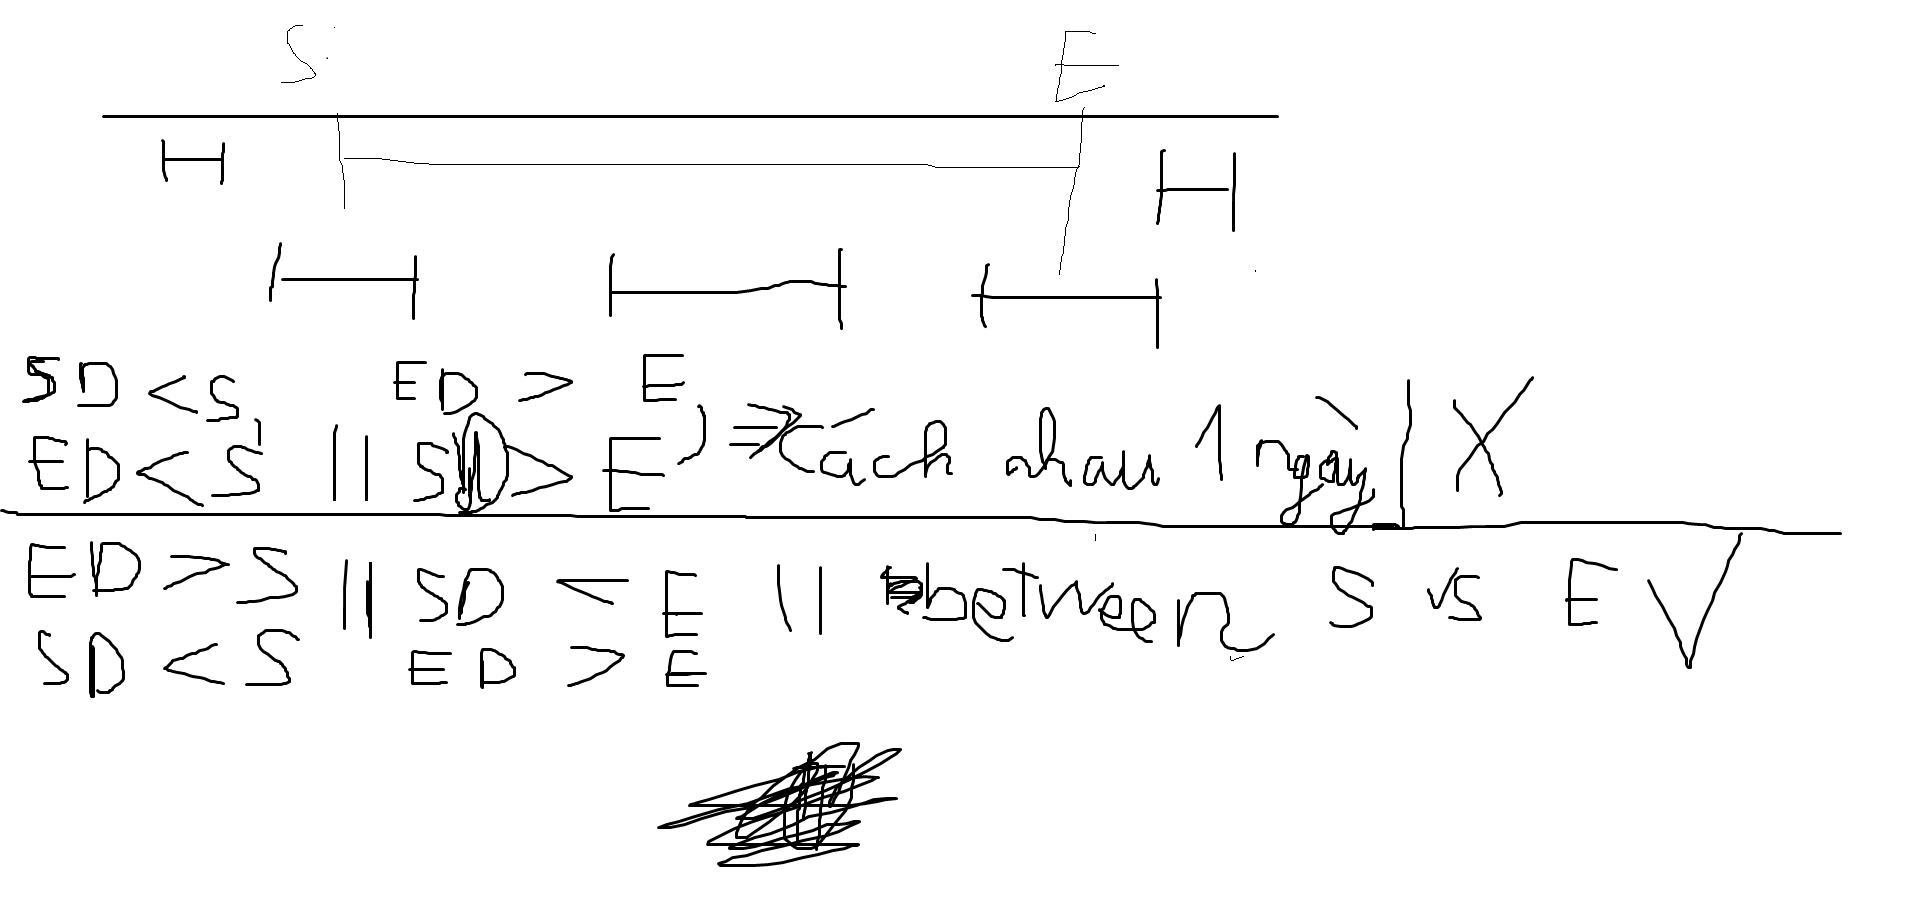 S E
SD < S, ED > E
ED < S || SD > E, ⇒ Cách nhau 1 ngày | X
ED > S || SD < E || between S vs E V
SD < S ED > E